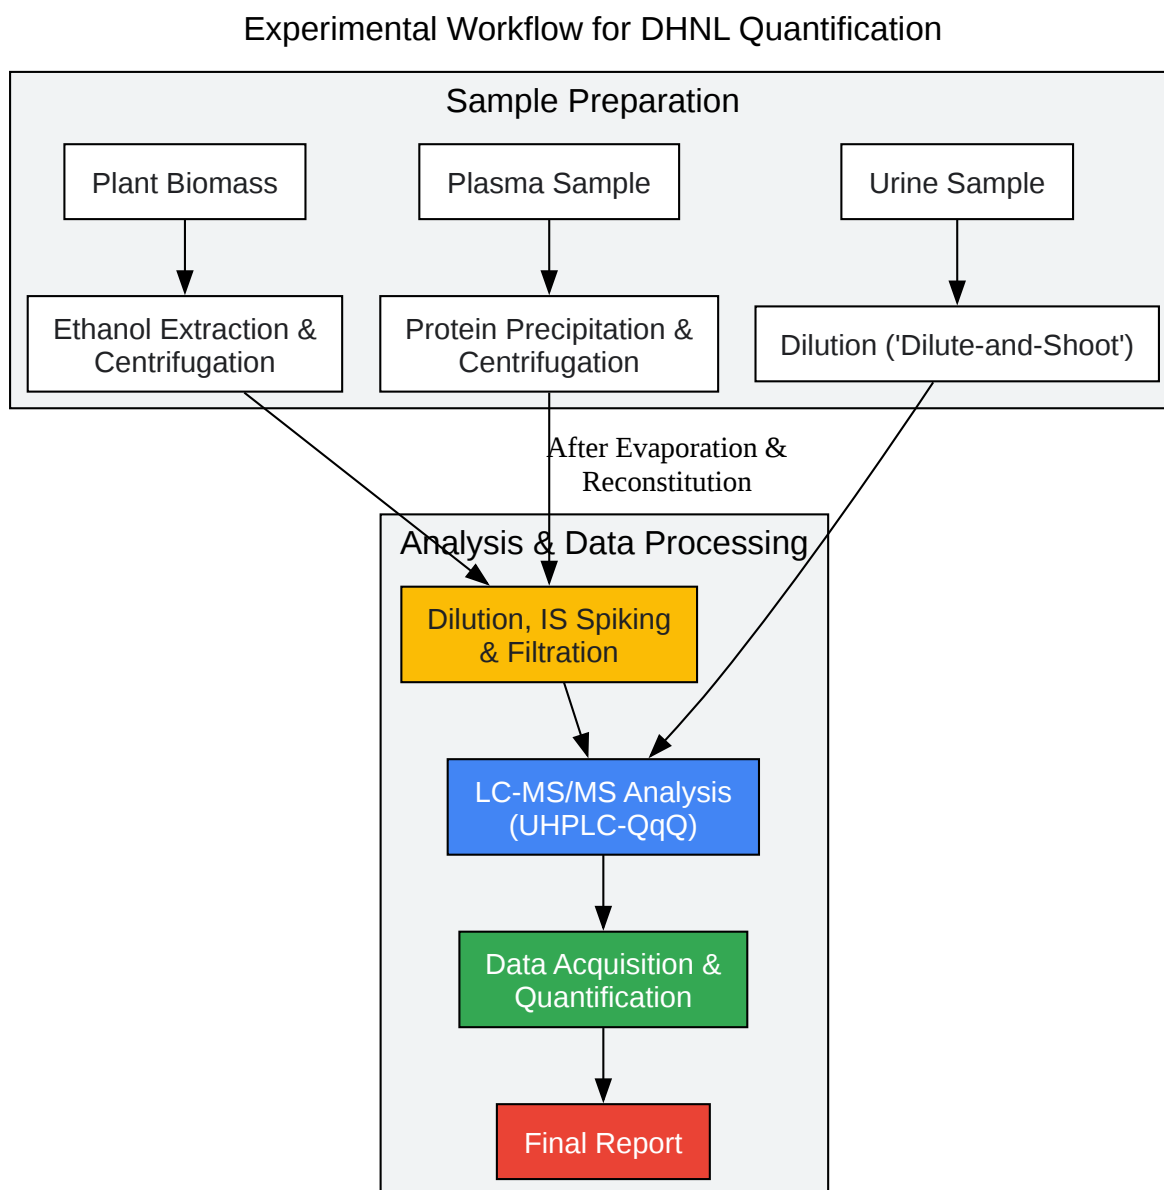 Experimental Workflow for DHNL Quantification
Sample Preparation
Plant Biomass
Plasma Sample
Urine Sample
Ethanol Extraction &
Centrifugation
Protein Precipitation &
Centrifugation
Dilution ('Dilute-and-Shoot')
After Evaporation &
Reconstitution
Analysis & Data Processing
Dilution, IS Spiking
& Filtration
LC-MS/MS Analysis
(UHPLC-QqQ)
Data Acquisition &
Quantification
Final Report